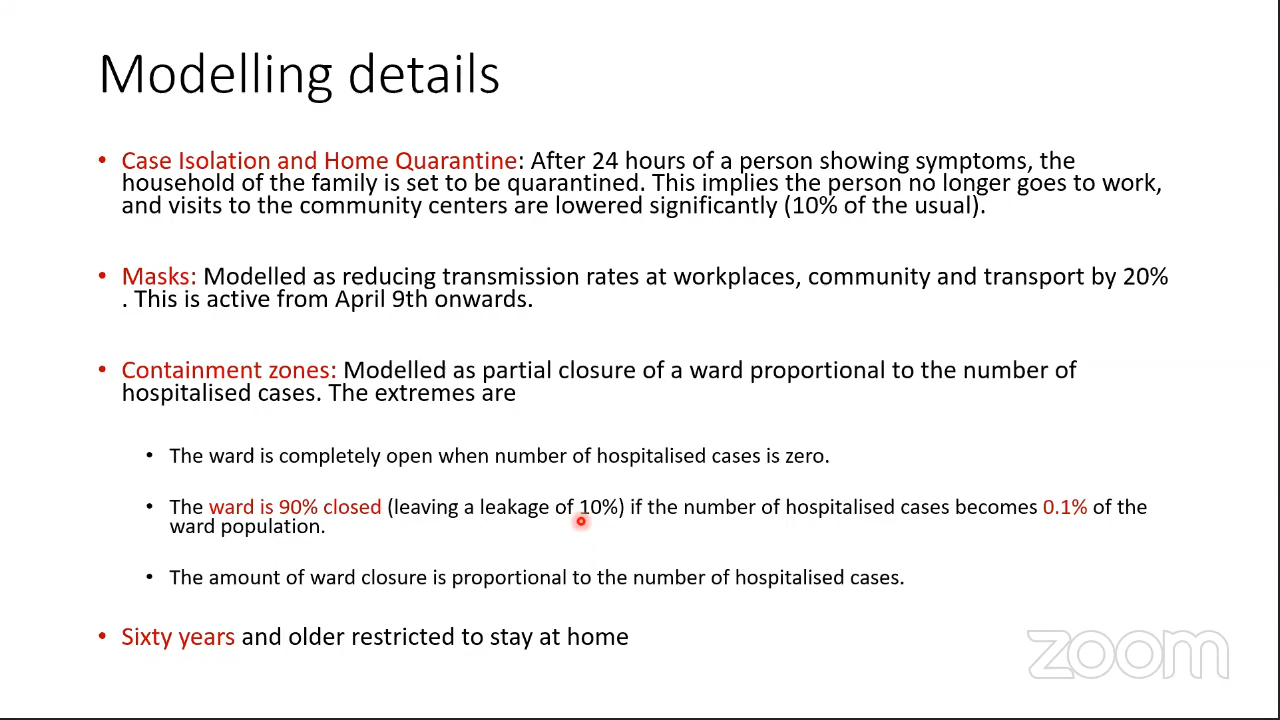 Modelling details
• Case Isolation and Home Quarantine: After 24 hours of a person showing symptoms, the
household of the family is set to be quarantined. This implies the person no longer goes to work,
and visits to the community centers are lowered significantly (10% of the usual).
• Masks: Modelled as reducing transmission rates at workplaces, community and transport by 20%
. This is active from April 9th onwards.
• Containment zones: Modelled as partial closure of a ward proportional to the number of
hospitalised cases. The extremes are
• The ward is completely open when number of hospitalised cases is zero.
• The ward is 90% closed (leaving a leakage of 10%) if the number of hospitalised cases becomes 0.1% of the
ward population.
• The amount of ward closure is proportional to the number of hospitalised cases.
• Sixty years and older restricted to stay at home
zoom